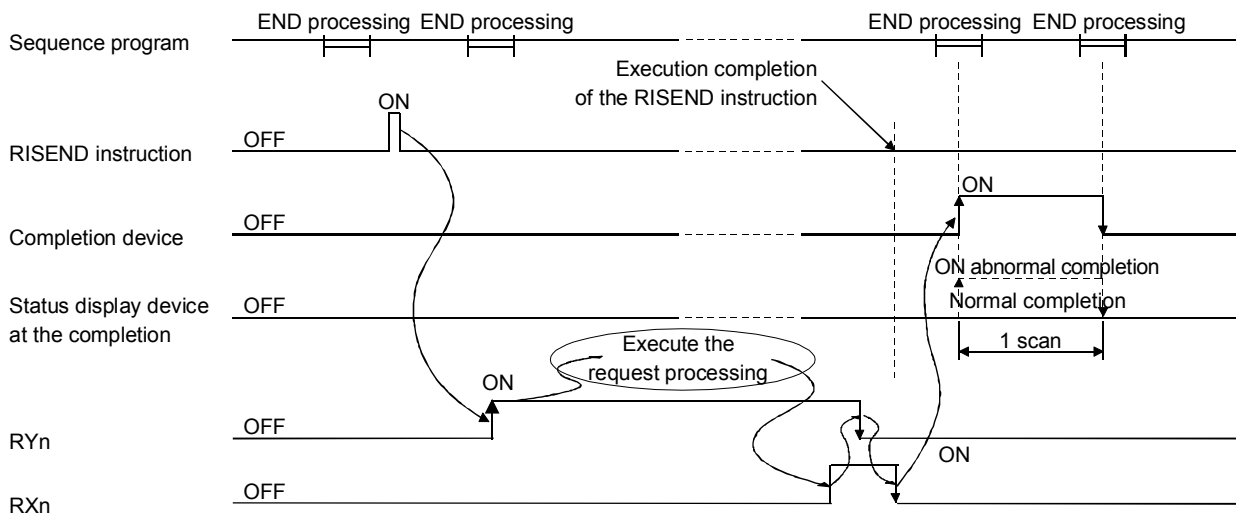 END processing END processing END processing END processing
Sequence program
Execution completion
of the RISEND instruction
ON
OFF
RISEND instruction
ON
OFF
Completion device
ON abnormal completion
Status display device
at the completion
OFF
Normal completion
1 scan
Execute the
request processing
ON
OFF
RYn
ON
OFF
RXn